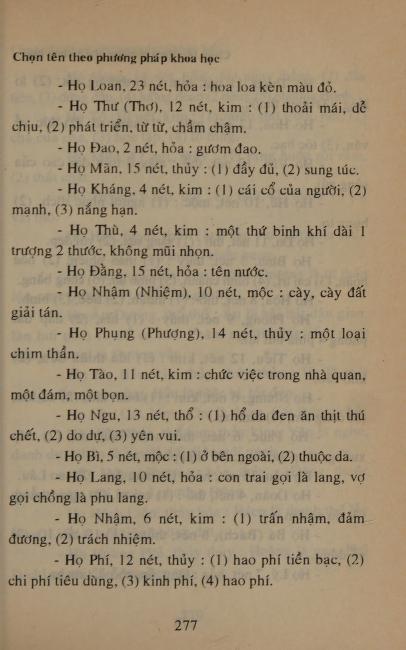 Chọn tên theo phương pháp khoa học
- Họ Loan, 23 nét, hỏa : hoa loa kèn màu đỏ.
- Họ Thư (Thơ), 12 nét, kim : (1) thoải mái, dễ
chịu, (2) phát triển, từ từ, chầm chậm.
- Họ Đao, 2 nét, hỏa : gươm đao.
- Họ Mãn, 15 nét, thủy : (1) đầy đủ, (2) sung túc.
- Họ Kháng, 4 nét, kim : (1) cái cổ của người, (2)
mạnh, (3) nắng hạn.
- Họ Thù, 4 nét, kim : một thứ binh khí dài 1
trượng 2 thước, không mũi nhọn.
- Họ Đằng, 15 nét, hỏa : tên nước.
- Họ Nhậm (Nhiệm), 10 nét, mộc : cày, cày đất
giải tán.
- Họ Phụng (Phượng), 14 nét, thủy : một loại
chim thần.
- Họ Tào, 11 nét, kim : chức việc trong nhà quan,
một đám, một bọn.
- Họ Ngu, 13 nét, thổ : (1) hổ da đen ăn thịt thú
chết, (2) do dự, (3) yên vui.
- Họ Bì, 5 nét, mộc : (1) ở bên ngoài, (2) thuộc da.
- Họ Lang, 10 nét, hỏa : con trai gọi là lang, vợ
gọi chồng là phu lang.
- Họ Nhậm, 6 nét, kim : (1) trấn nhậm, đảm
đương, (2) trách nhiệm.
- Họ Phí, 12 nét, thủy : (1) hao phí tiền bạc, (2)
chi phí tiêu dùng, (3) kinh phí, (4) hao phí.
277